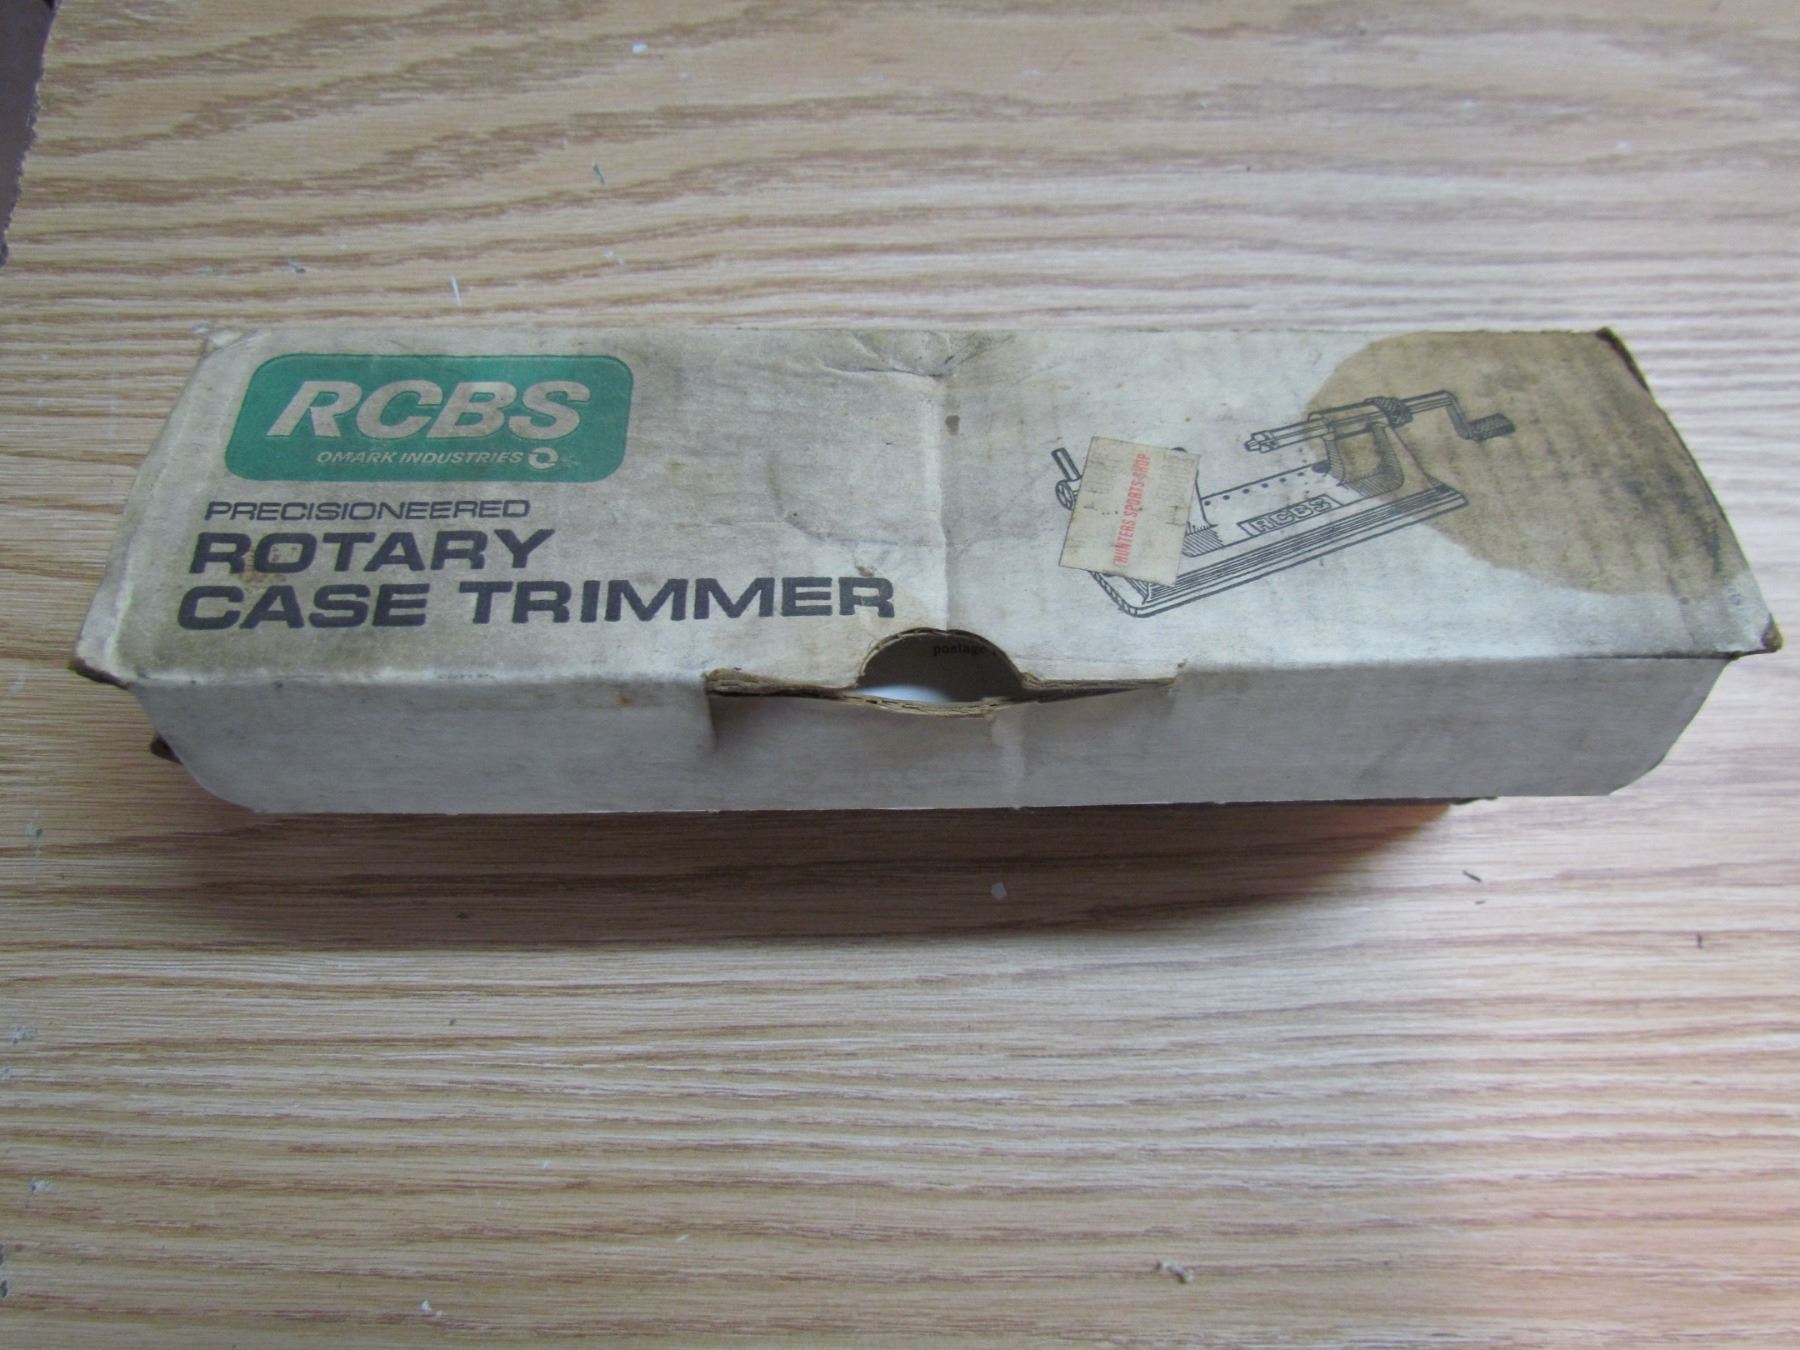 RCBS
OMARK INDUSTRIES
PRECISIONEERED
ROTARY
CASE TRIMMER
HUNTERS SPORTS SHOP
RCBS
postage